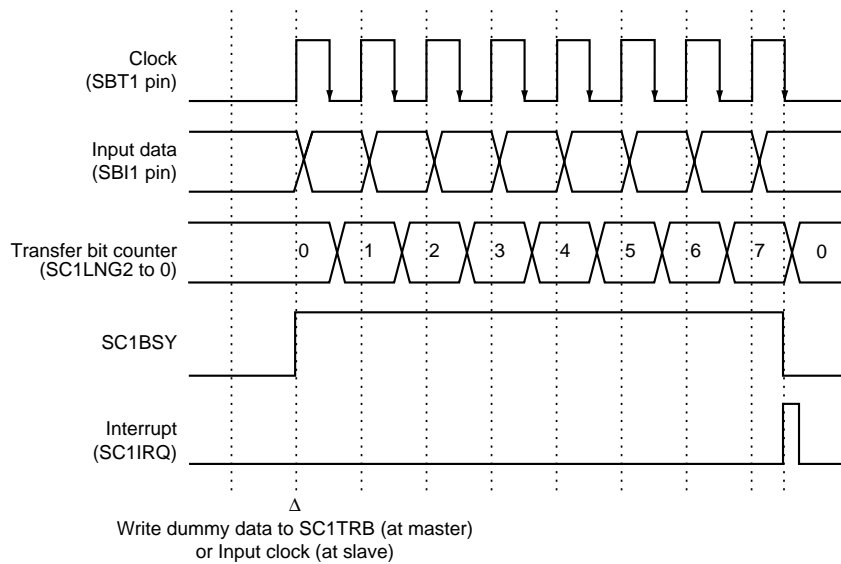 Clock
(SBT1 pin)
Input data
(SBI1 pin)
Transfer bit counter
(SC1LNG2 to 0)
0 1 2 3 4 5 6 7 0
SC1BSY
Interrupt
(SC1IRQ)
Δ
Write dummy data to SC1TRB (at master)
or Input clock (at slave)